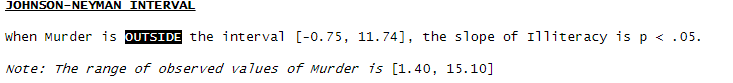 JOHNSON-NEYMAN INTERVAL
When Murder is OUTSIDE the interval [-0.75, 11.74], the slope of Illiteracy is p < .05.
Note: The range of observed values of Murder is [1.40, 15.10]